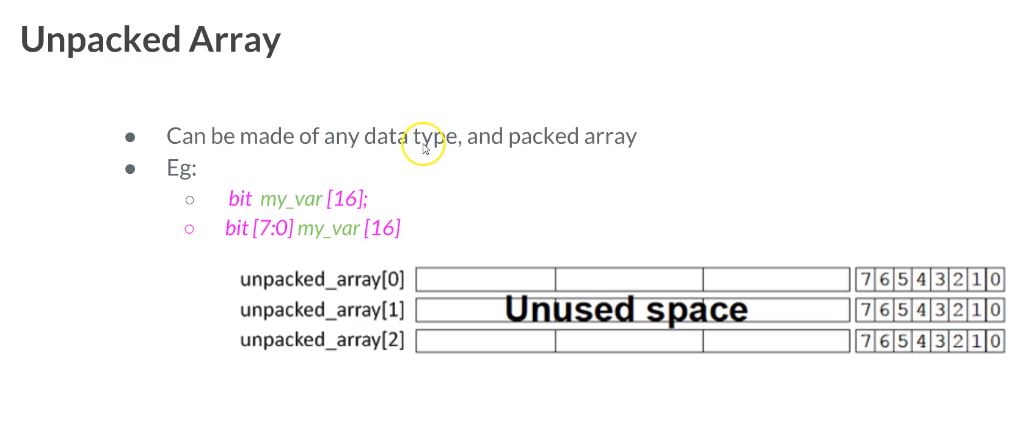 Unpacked Array
● Can be made of any data type, and packed array
● Eg:
○ bit my_var [16];
○ bit [7:0] my_var [16]
unpacked_array[0] 7 6 5 4 3 2 1 0
unpacked_array[1] Unused space 7 6 5 4 3 2 1 0
unpacked_array[2] 7 6 5 4 3 2 1 0